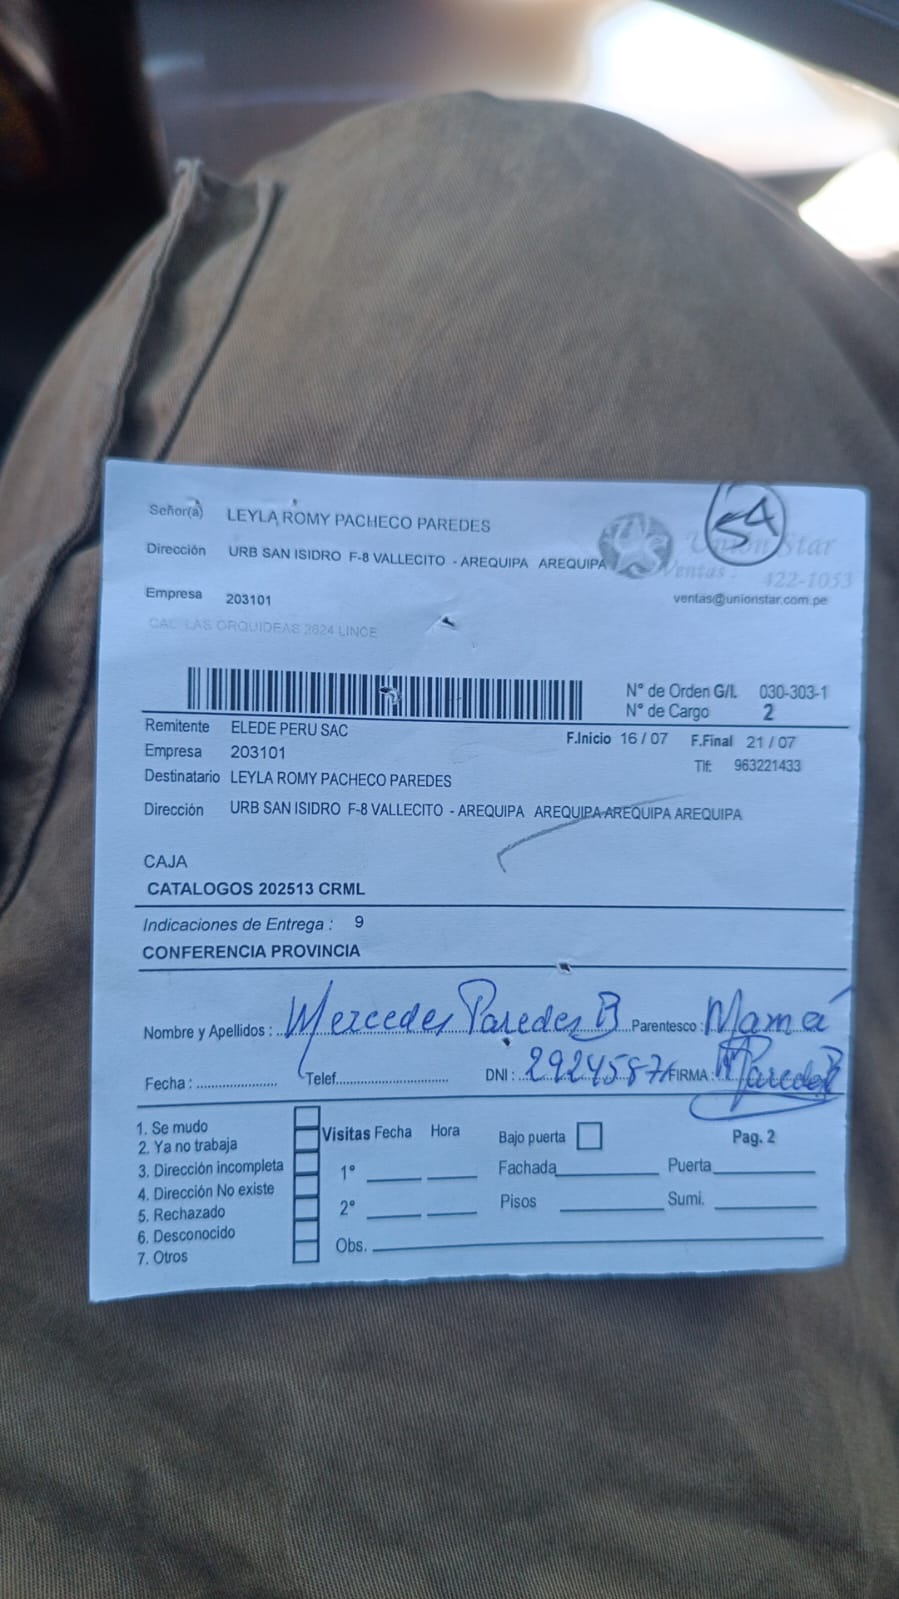 Señor(a) LEYLA ROMY PACHECO PAREDES
54
Dirección URB SAN ISIDRO F-8 VALLECITO - AREQUIPA AREQUIPA
Union Star
Ventas : 422-1053
Empresa 203101
ventas@unionstar.com.pe
CAL LAS ORQUIDEAS 2624 LINCE
N° de Orden G/I. 030-303-1
N° de Cargo 2
Remitente ELEDE PERU SAC
F.Inicio 16 / 07 F.Final 21 / 07
Empresa 203101
Tlf: 963221433
Destinatario LEYLA ROMY PACHECO PAREDES
Dirección URB SAN ISIDRO F-8 VALLECITO - AREQUIPA AREQUIPA AREQUIPA AREQUIPA
CAJA
CATALOGOS 202513 CRML
Indicaciones de Entrega : 9
CONFERENCIA PROVINCIA
Nombre y Apellidos : Mercedes Paredes B Parentesco : Mamá
Fecha : Telef. DNI : 29245871 FIRMA : MParedesB
1. Se mudo
2. Ya no trabaja
3. Dirección incompleta
4. Dirección No existe
5. Rechazado
6. Desconocido
7. Otros
Visitas Fecha Hora Bajo puerta Pag. 2
1° Fachada Puerta
2° Pisos Sumi.
Obs.